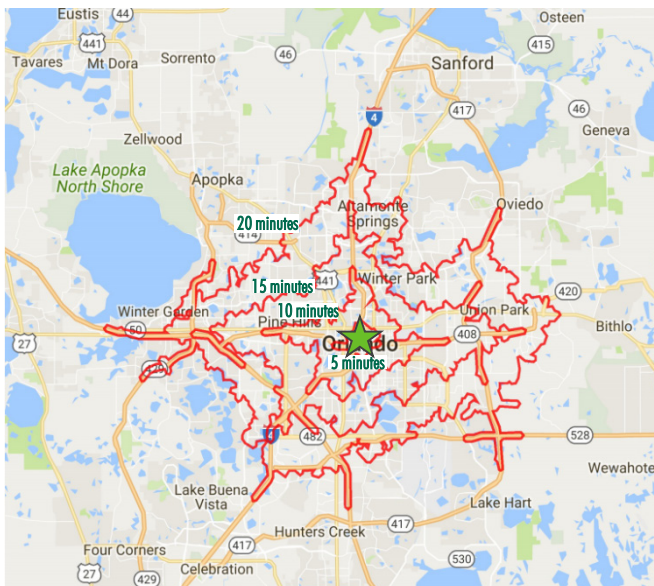 Eustis
44
Osteen
441
46
415
Tavares
Mt Dora
Sorrento
Sanford
4
417
46
Zellwood
Geneva
Lake Apopka
North Shore
Apopka
Altamonte
Springs
Oviedo
20 minutes
414
441
Winter Park
15 minutes
420
10 minutes
Winter Garden
Union Park
50
Pine Hills
Bithlo
27
408
Orlando
5 minutes
429
4
482
528
Wewahote
Lake Buena
Vista
Lake Hart
417
Hunters Creek
417
Four Corners
530
27
429
Celebration